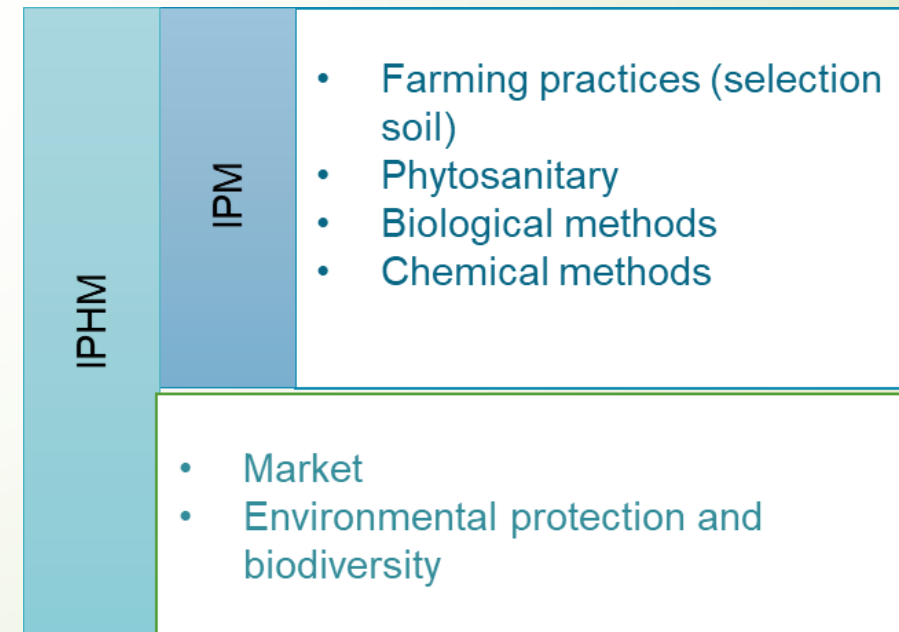 IPHM
IPM
• Farming practices (selection
soil)
• Phytosanitary
• Biological methods
• Chemical methods
• Market
• Environmental protection and
biodiversity